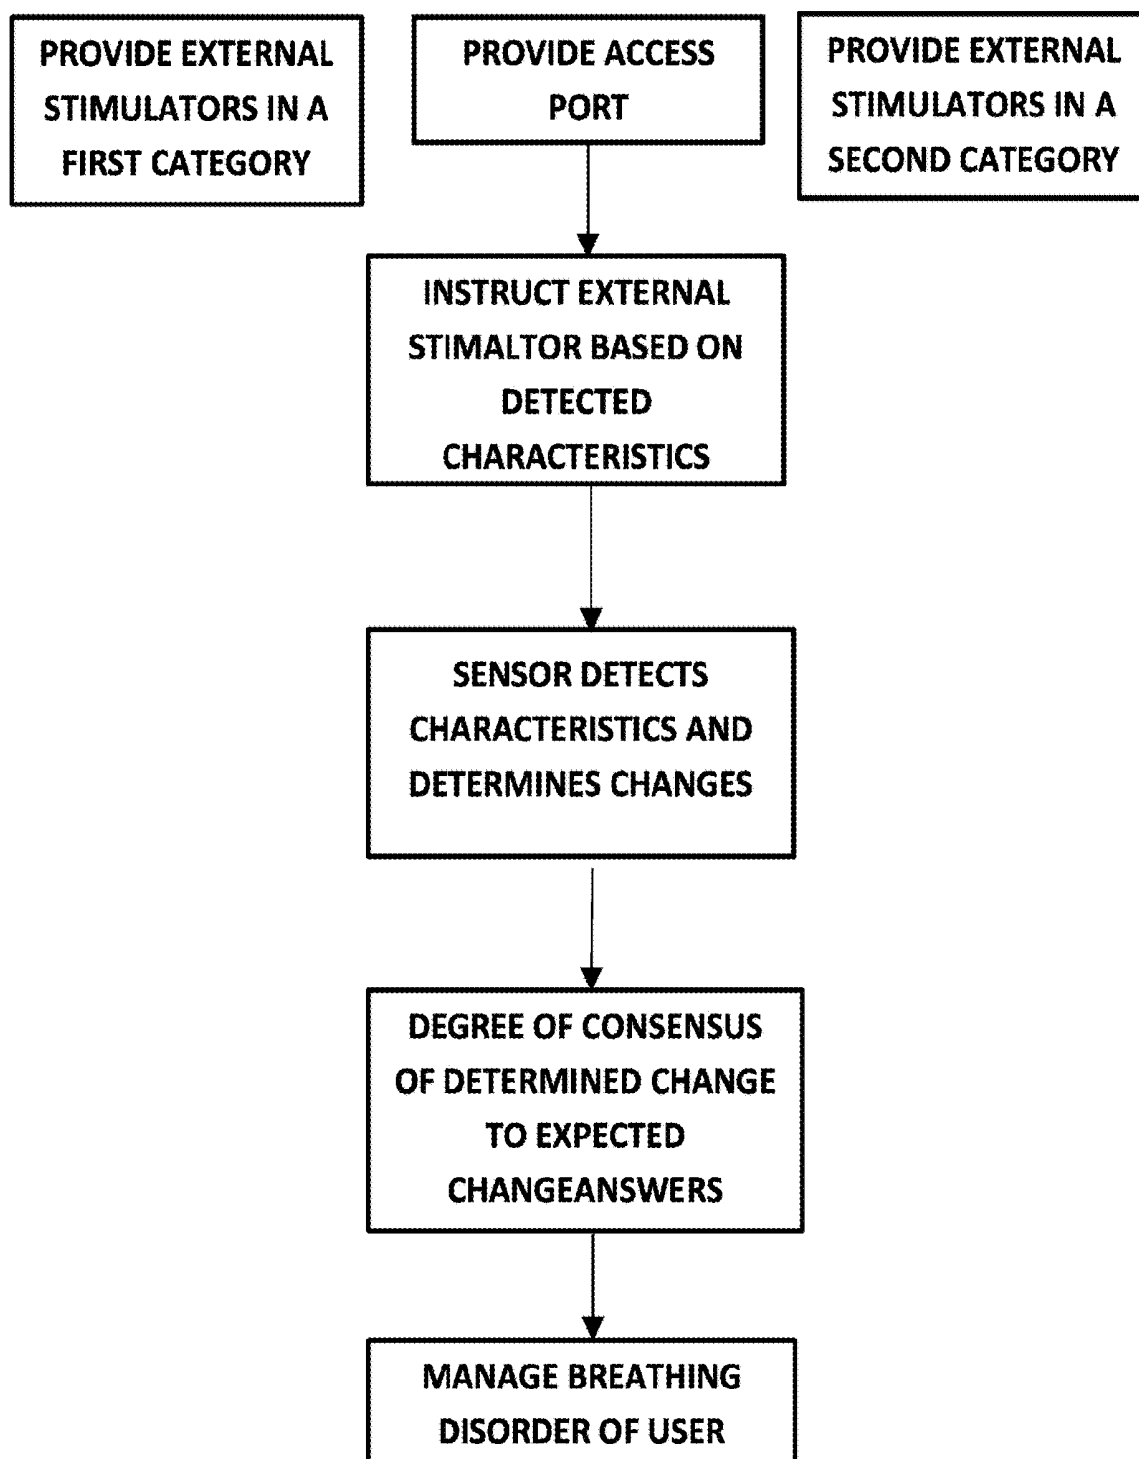 PROVIDE EXTERNAL
STIMULATORS IN A
FIRST CATEGORY
PROVIDE ACCESS
PORT
PROVIDE EXTERNAL
STIMULATORS IN A
SECOND CATEGORY
INSTRUCT EXTERNAL
STIMALTOR BASED ON
DETECTED
CHARACTERISTICS
SENSOR DETECTS
CHARACTERISTICS AND
DETERMINES CHANGES
DEGREE OF CONSENSUS
OF DETERMINED CHANGE
TO EXPECTED
CHANGEANSWERS
MANAGE BREATHING
DISORDER OF USER